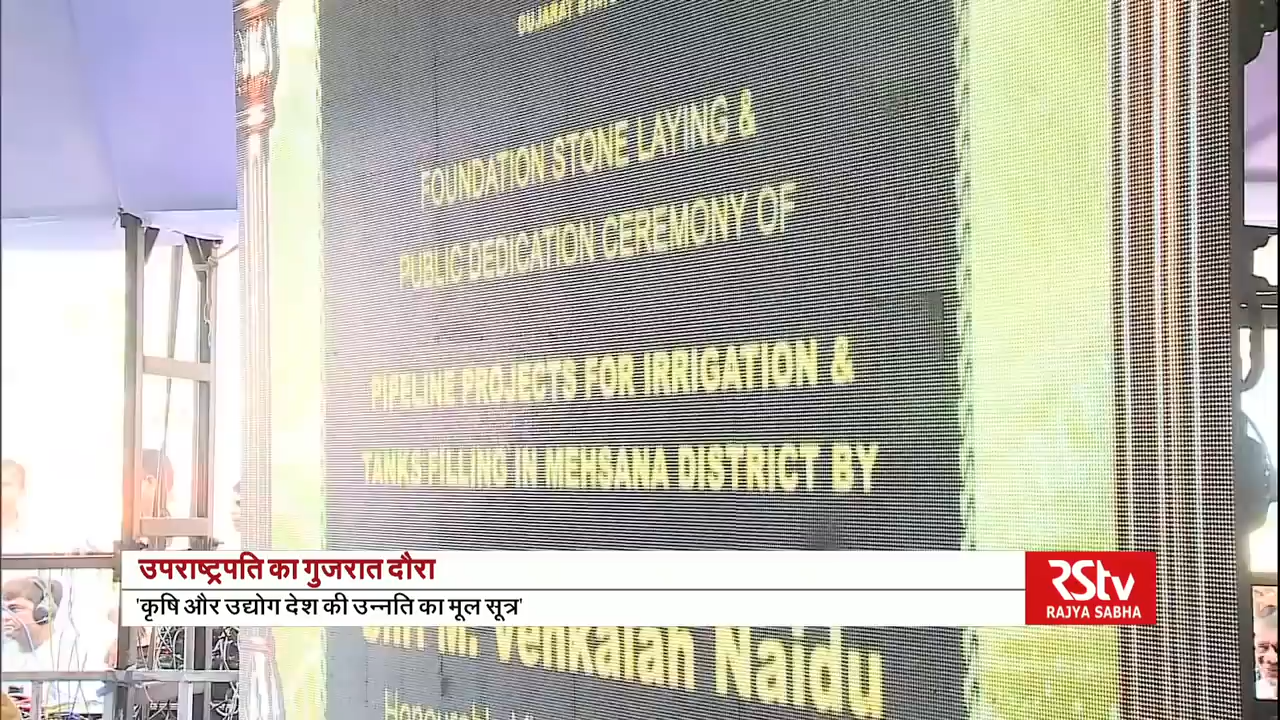 GUJARAT
FOUNDATION STONE LAYING &
PUBLIC DEDICATION CEREMONY OF
PIPELINE PROJECTS FOR IRRIGATION &
TANKS FILLING IN MEHSANA DISTRICT BY
उपराष्ट्रपति का गुजरात दौरा
'कृषि और उद्योग देश की उन्नति का मूल सूत्र'
RStv
RAJYA SABHA
Venkaiah Naidu